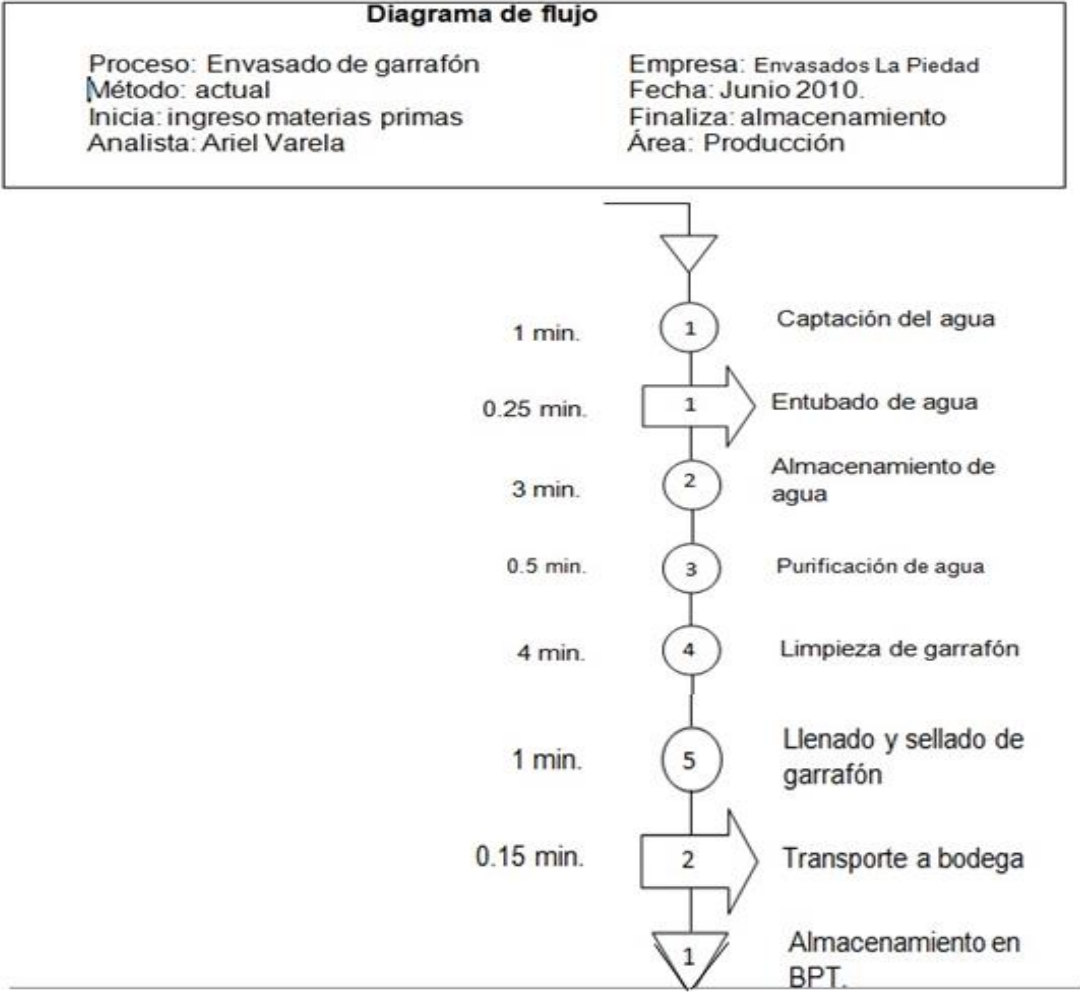 Diagrama de flujo
Proceso: Envasado de garrafón
Método: actual
Inicia: ingreso materias primas
Analista: Ariel Varela
Empresa: Envasados La Piedad
Fecha: Junio 2010.
Finaliza: almacenamiento
Área: Producción
1 min.
1
Captación del agua
0.25 min.
1
Entubado de agua
3 min.
2
Almacenamiento de
agua
0.5 min.
3
Purificación de agua
4 min.
4
Limpieza de garrafón
1 min.
5
Llenado y sellado de
garrafón
0.15 min.
2
Transporte a bodega
1
Almacenamiento en
BPT.